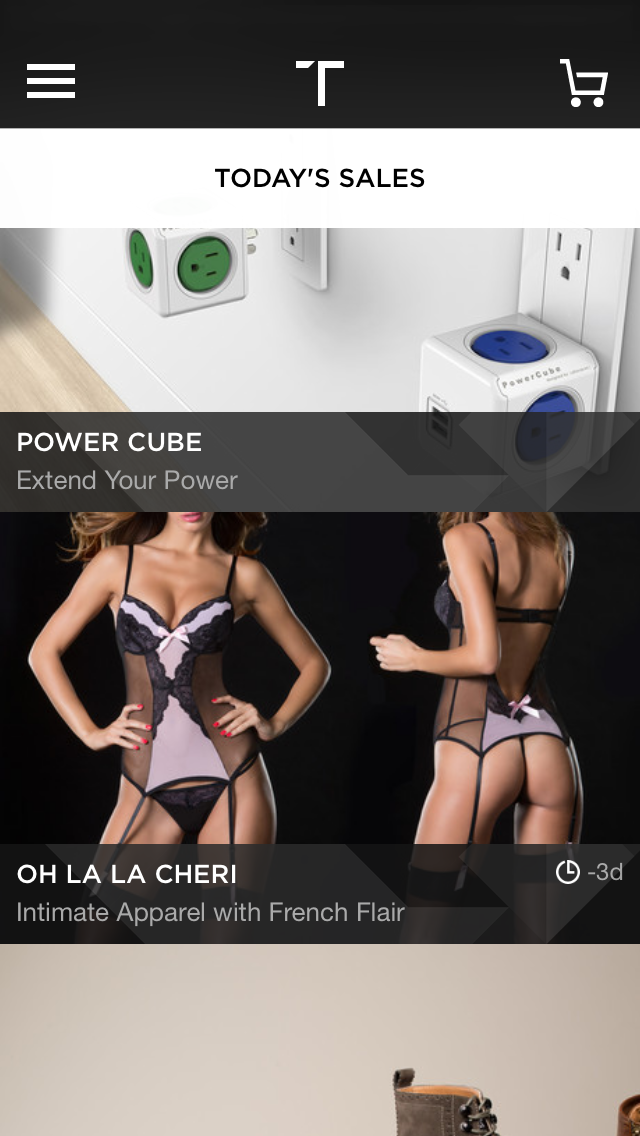 T
TODAY'S SALES
PowerCube
POWER CUBE
Extend Your Power
OH LA LA CHERI
-3d
Intimate Apparel with French Flair